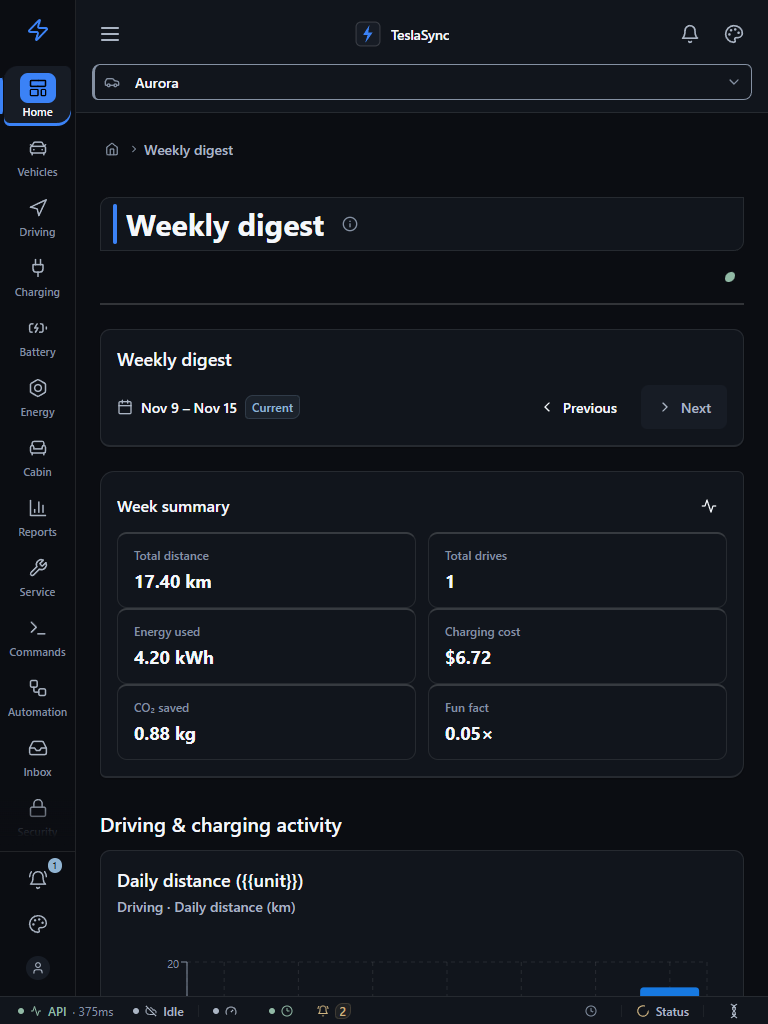 TeslaSync
Aurora
Home
Vehicles
Driving
Charging
Battery
Energy
Cabin
Reports
Service
Commands
Automation
Inbox
Security
1
Weekly digest
Weekly digest
Weekly digest
Nov 9 – Nov 15 Current
Previous
Next
Week summary
Total distance
17.40 km
Total drives
1
Energy used
4.20 kWh
Charging cost
$6.72
CO₂ saved
0.88 kg
Fun fact
0.05×
Driving & charging activity
Daily distance ({{unit}})
Driving · Daily distance (km)
20
API · 375ms
Idle
2
Status